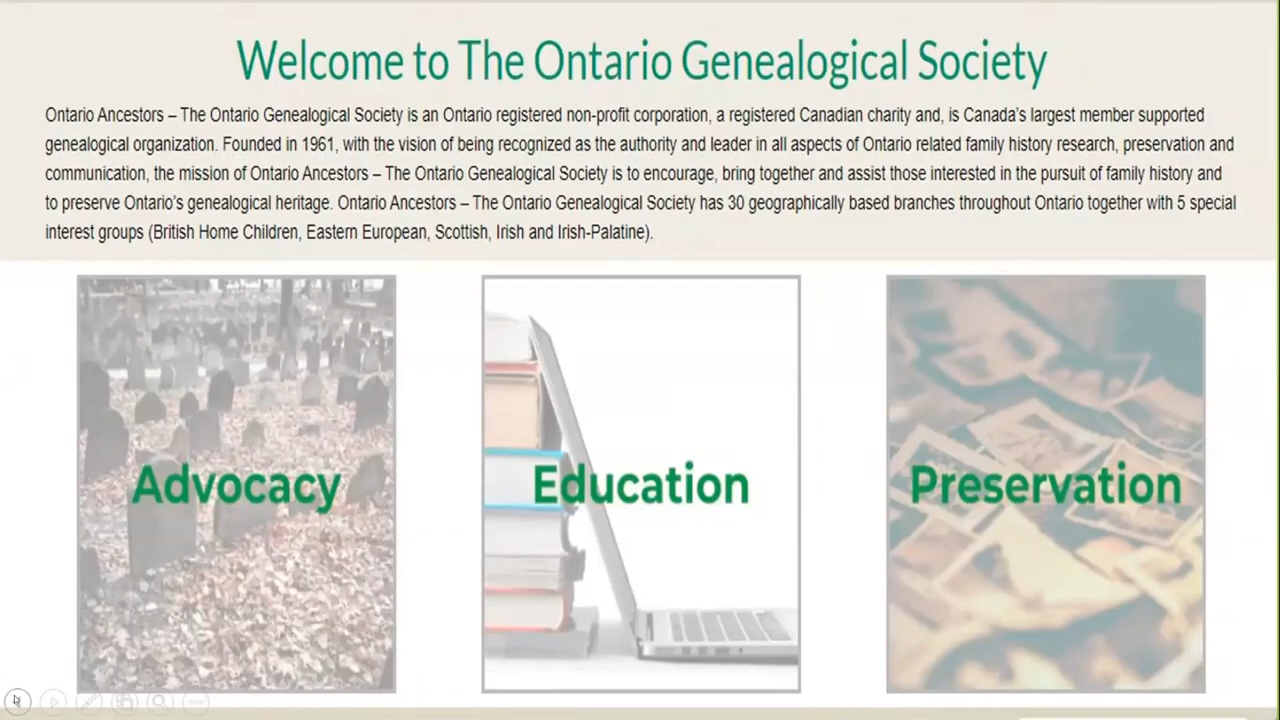 Welcome to The Ontario Genealogical Society
Ontario Ancestors – The Ontario Genealogical Society is an Ontario registered non-profit corporation, a registered Canadian charity and, is Canada's largest member supported
genealogical organization. Founded in 1961, with the vision of being recognized as the authority and leader in all aspects of Ontario related family history research, preservation and
communication, the mission of Ontario Ancestors – The Ontario Genealogical Society is to encourage, bring together and assist those interested in the pursuit of family history and
to preserve Ontario's genealogical heritage. Ontario Ancestors – The Ontario Genealogical Society has 30 geographically based branches throughout Ontario together with 5 special
interest groups (British Home Children, Eastern European, Scottish, Irish and Irish-Palatine).
Advocacy
Education
Preservation